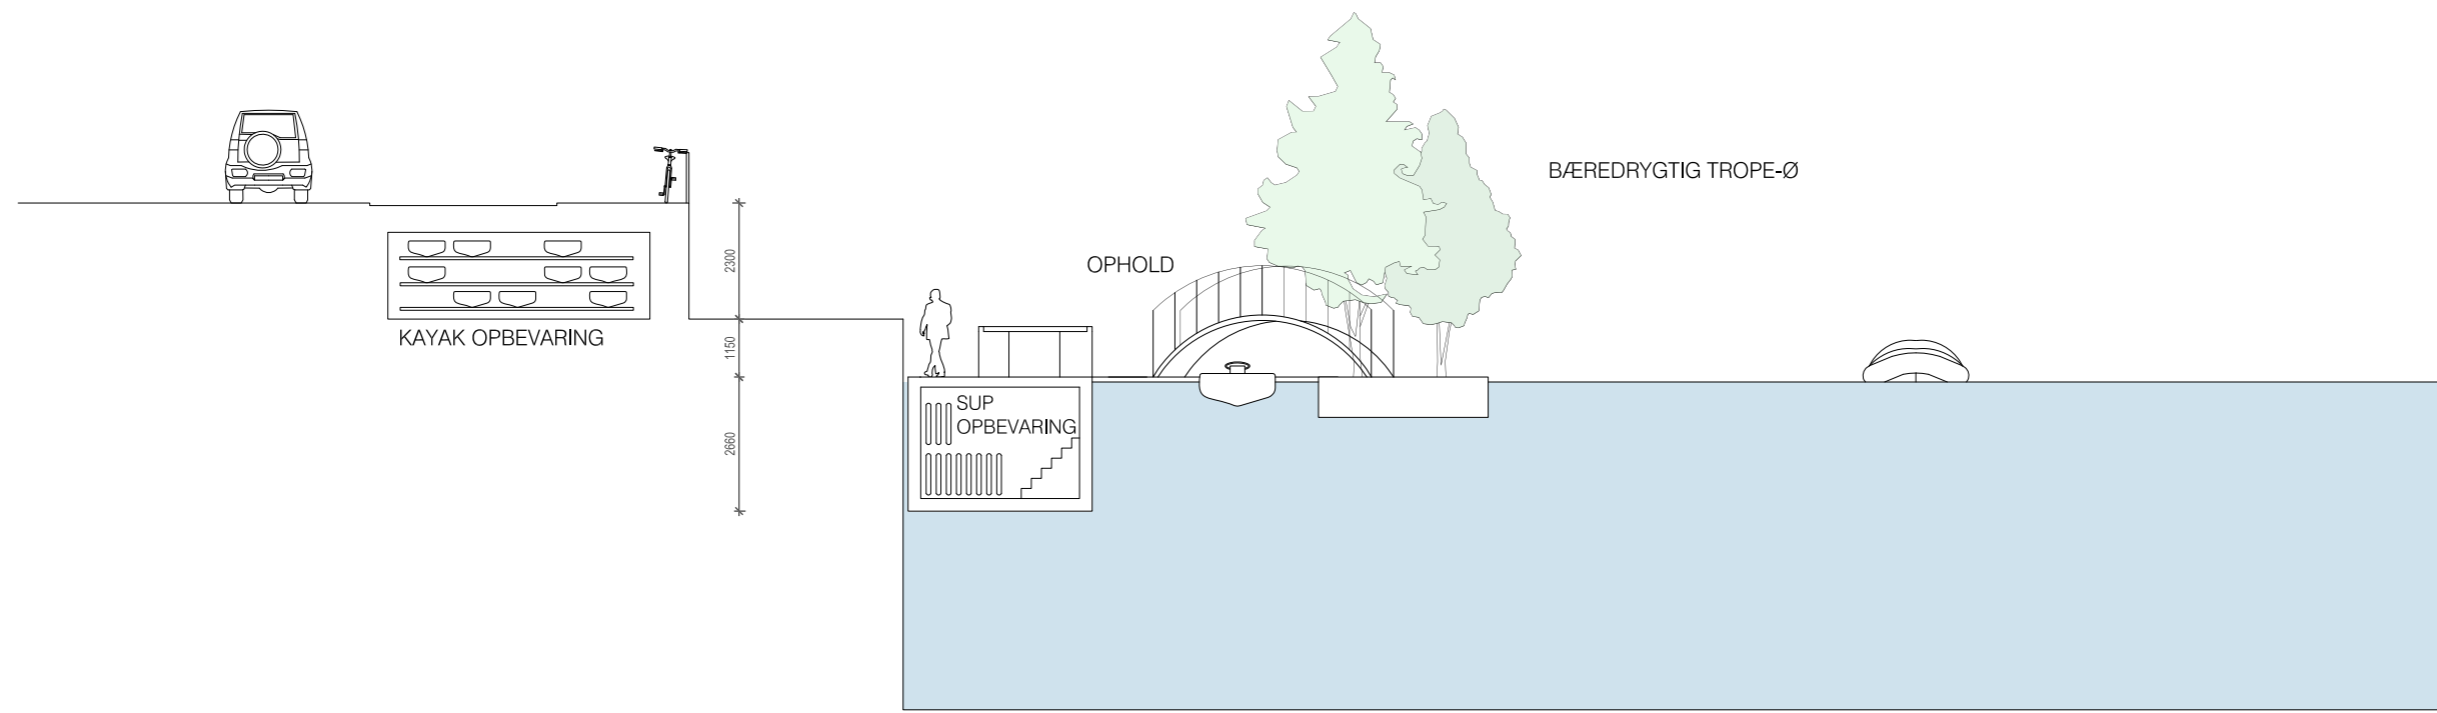 BÆREDRYGTIG TROPE-Ø
OPHOLD
2300
KAYAK OPBEVARING
1150
SUP
OPBEVARING
2660